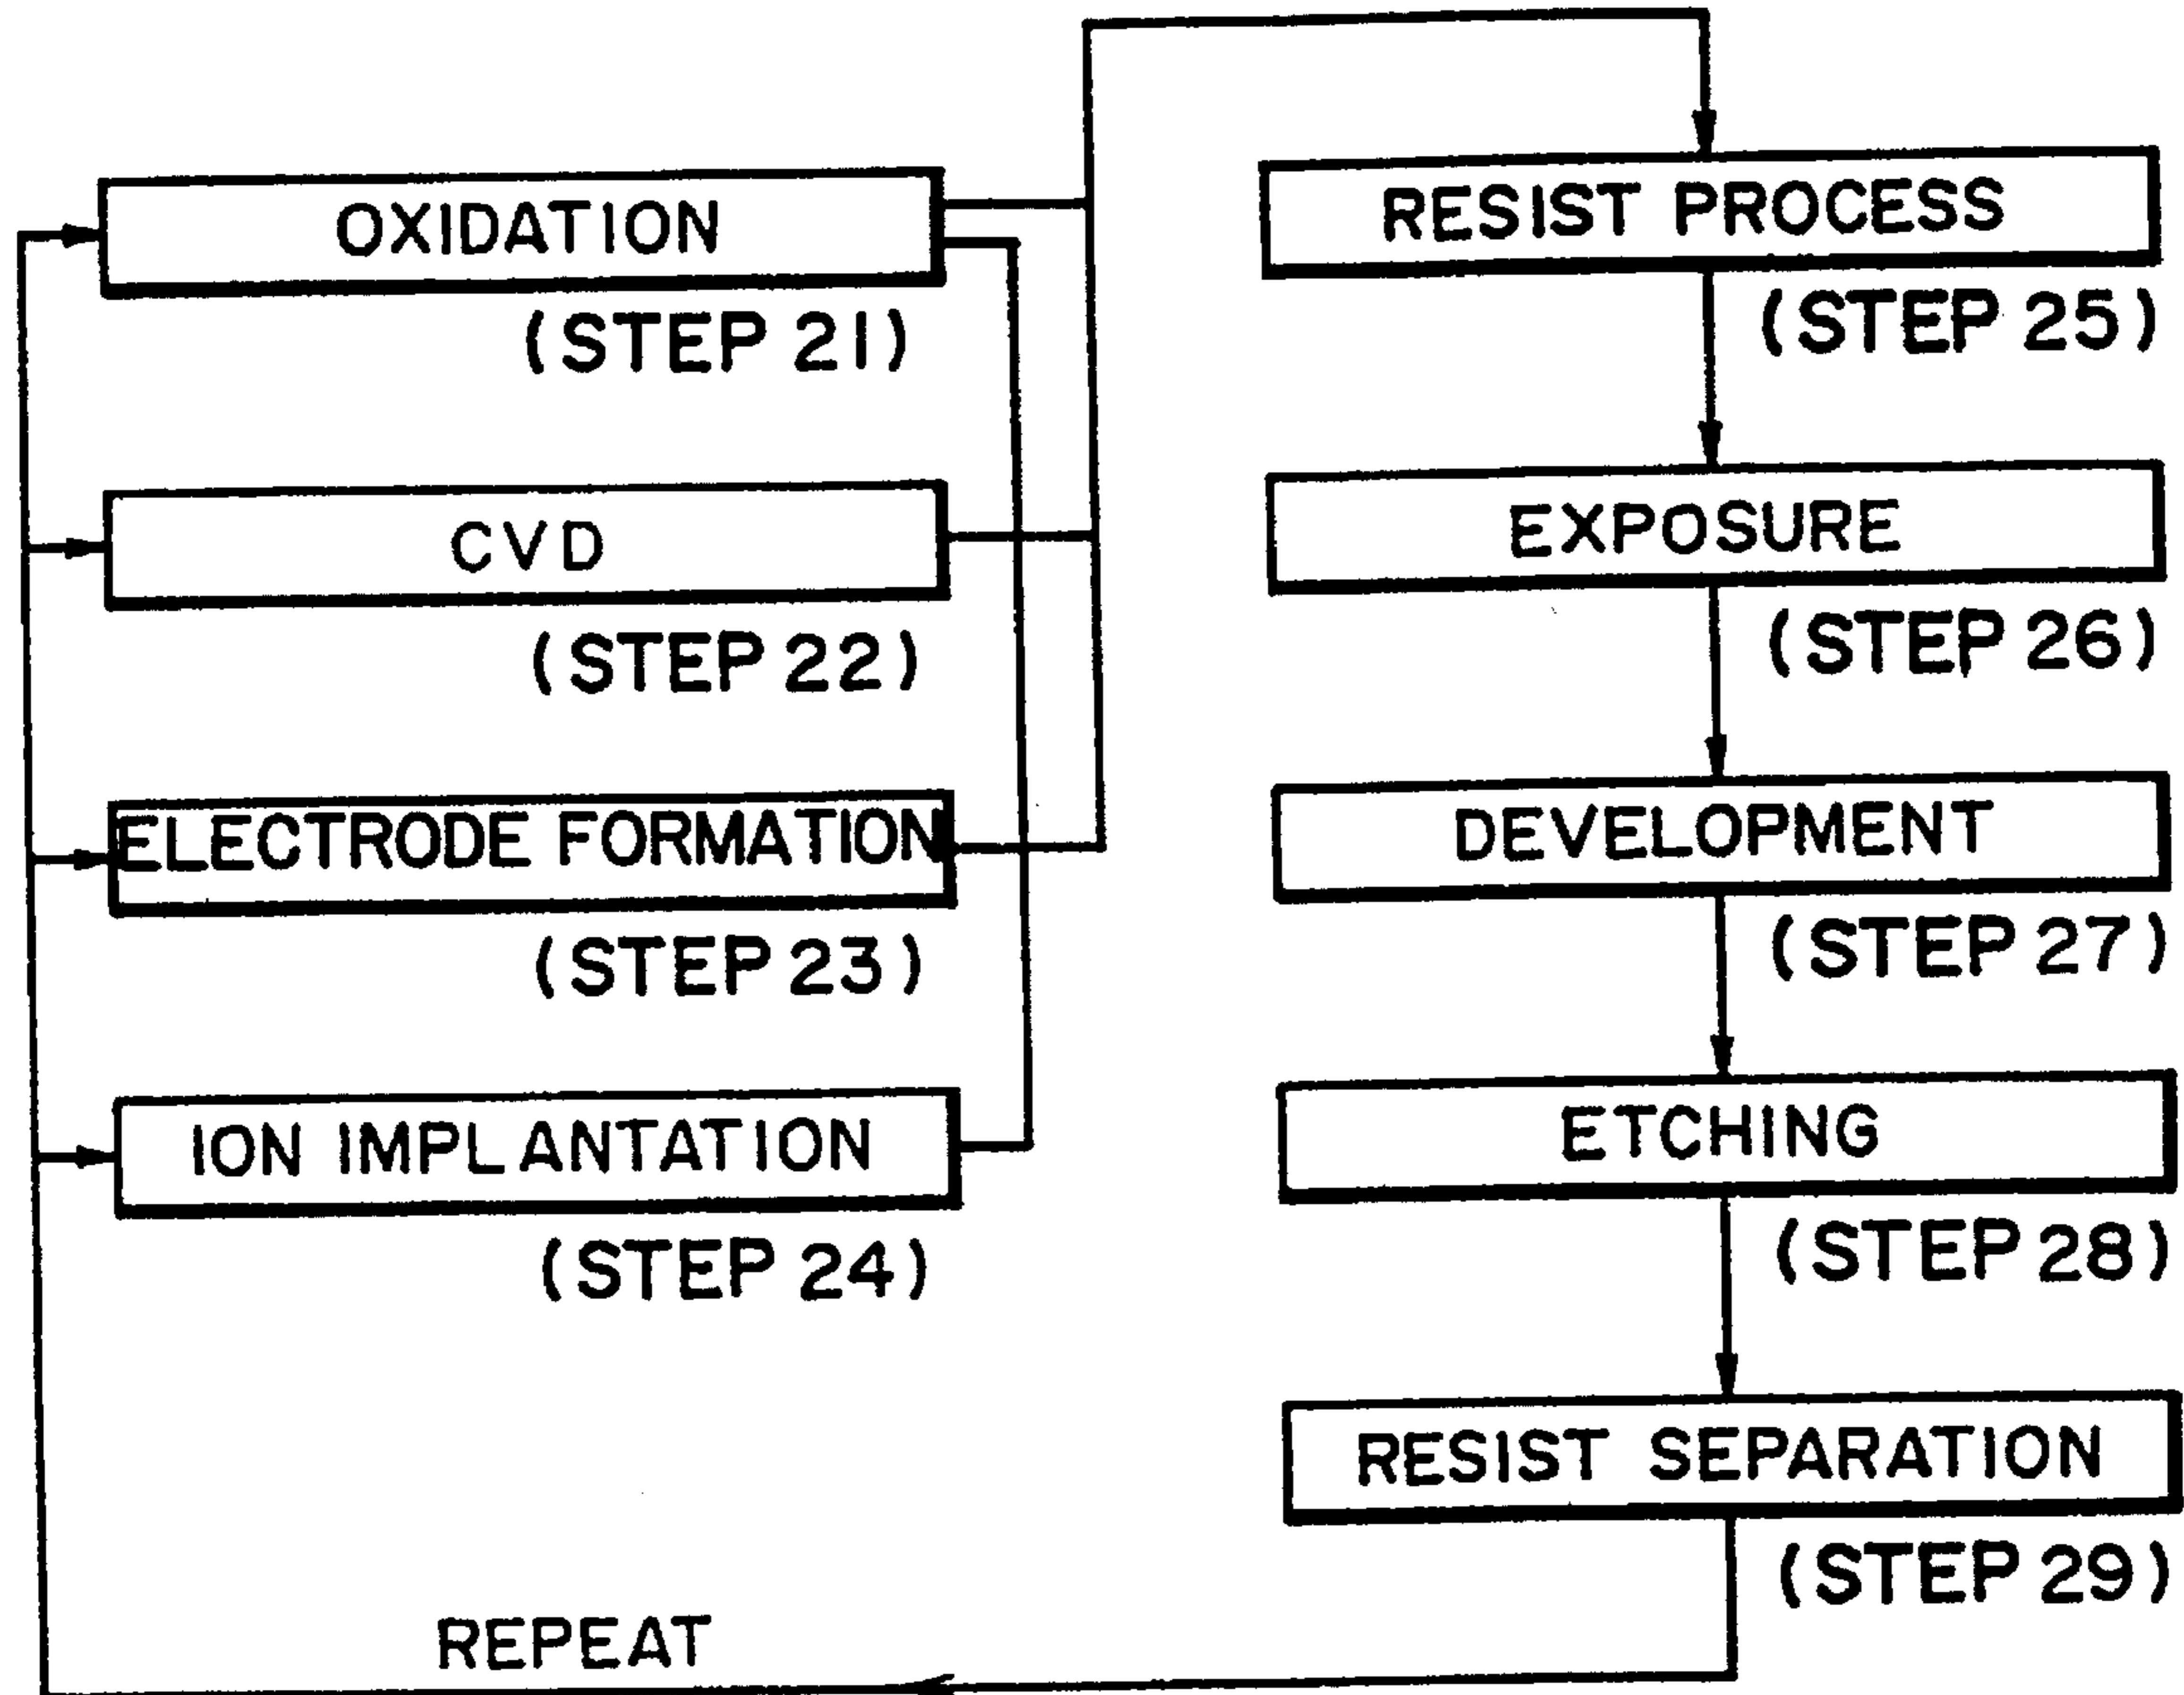 OXIDATION
(STEP 21)
CVD
(STEP 22)
ELECTRODE FORMATION
(STEP 23)
ION IMPLANTATION
(STEP 24)
RESIST PROCESS
(STEP 25)
EXPOSURE
(STEP 26)
DEVELOPMENT
(STEP 27)
ETCHING
(STEP 28)
RESIST SEPARATION
(STEP 29)
REPEAT